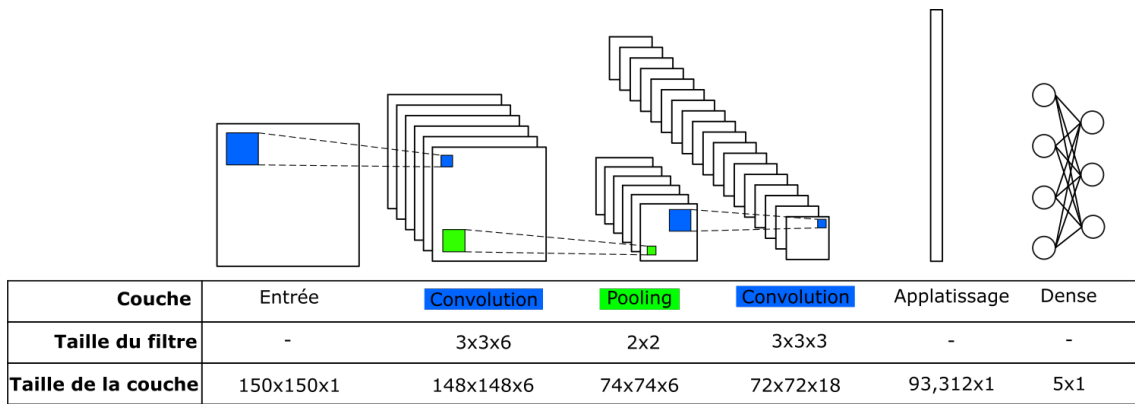 Couche Entrée Convolution Pooling Convolution Applatissage Dense
Taille du filtre - 3x3x6 2x2 3x3x3 - -
Taille de la couche 150x150x1 148x148x6 74x74x6 72x72x18 93,312x1 5x1